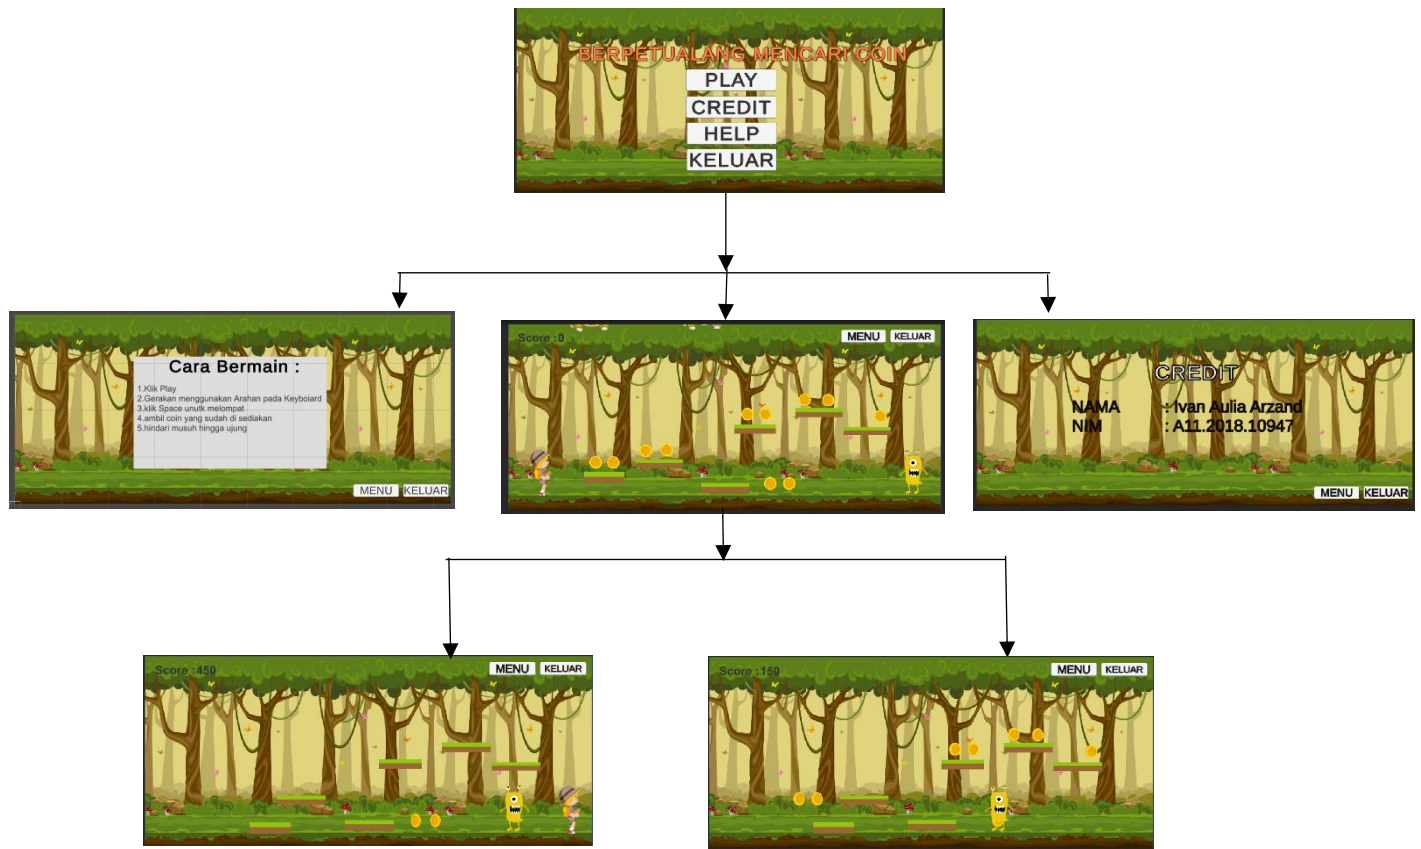 BERPETUALANG MENCARI COIN
PLAY
CREDIT
HELP
KELUAR
Cara Bermain :
1.Klik Play
2.Gerakan menggunakan Arahan pada Keyboiard
3.klik Space unutk melompat
4.ambil coin yang sudah di sediakan
5.hindari musuh hingga ujung
MENU KELUAR
Score :0 MENU KELUAR
CREDIT
NAMA : Ivan Aulia Arzand
NIM : A11.2018.10947
MENU KELUAR
Score :450 MENU KELUAR
Score :150 MENU KELUAR